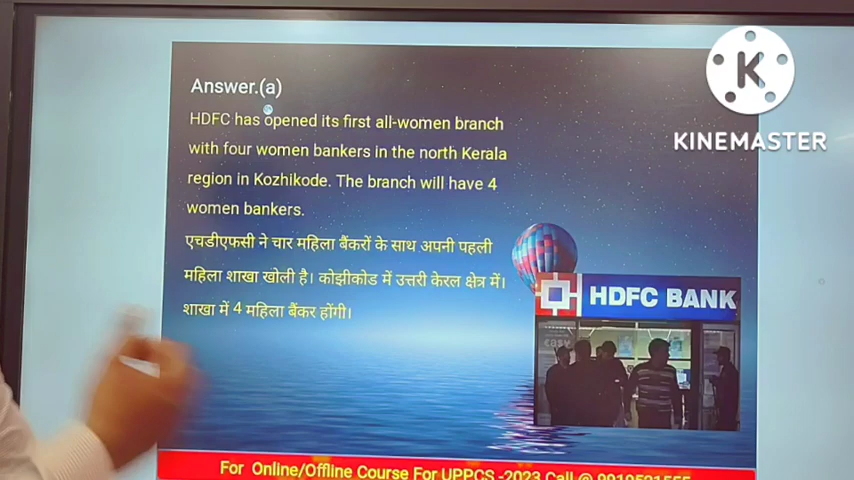 Answer.(a)
HDFC has opened its first all-women branch
with four women bankers in the north Kerala
region in Kozhikode. The branch will have 4
women bankers.
एचडीएफसी ने चार महिला बैंकरों के साथ अपनी पहली
महिला शाखा खोली है। कोझीकोड में उत्तरी केरल क्षेत्र में।
शाखा में 4 महिला बैंकर होंगी।
K
KINEMASTER
HDFC BANK
easy
For Online/Offline Course For UPPCS -2023 Call @